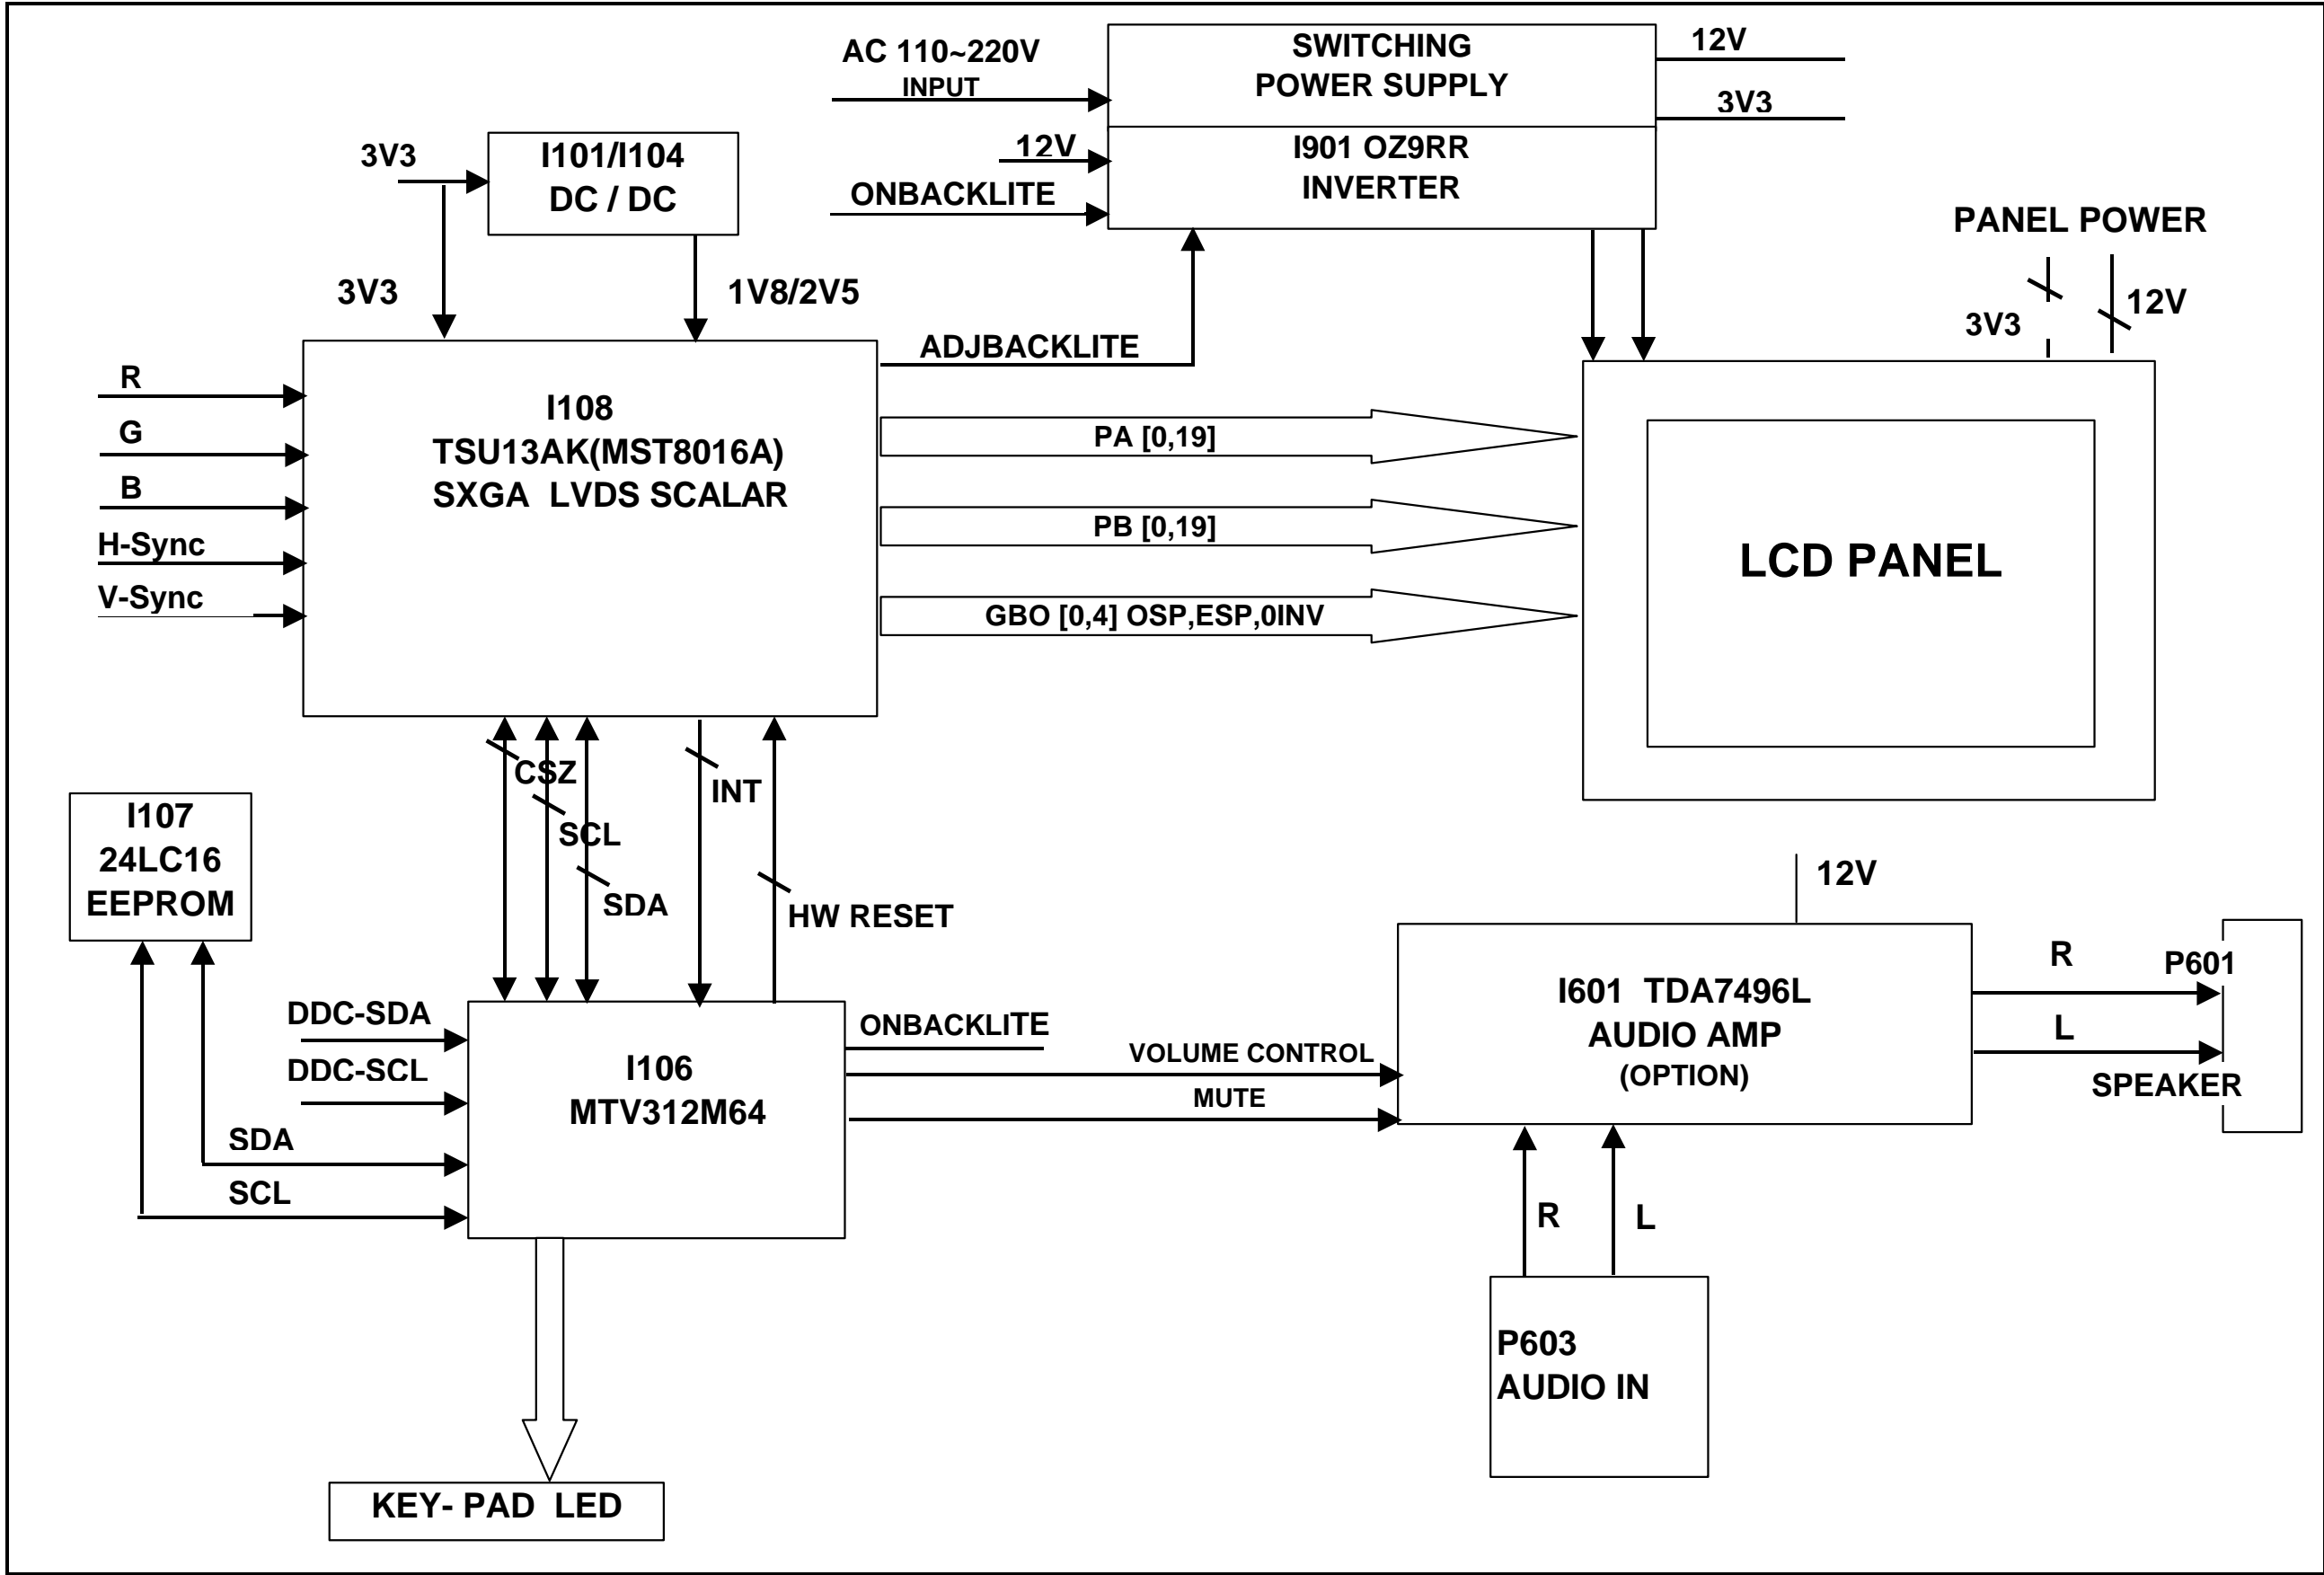 AC 110~220V
INPUT
SWITCHING
POWER SUPPLY
12V
3V3
12V
ONBACKLITE
I901 OZ9RR
INVERTER
3V3
I101/I104
DC / DC
3V3
1V8/2V5
PANEL POWER
3V3
12V
ADJBACKLITE
R
G
B
H-Sync
V-Sync
I108
TSU13AK(MST8016A)
SXGA LVDS SCALAR
PA [0,19]
PB [0,19]
GBO [0,4] OSP,ESP,0INV
LCD PANEL
CSZ
SCL
SDA
INT
HW RESET
I107
24LC16
EEPROM
DDC-SDA
DDC-SCL
SDA
SCL
I106
MTV312M64
ONBACKLITE
VOLUME CONTROL
MUTE
12V
I601 TDA7496L
AUDIO AMP
(OPTION)
R
L
P601
SPEAKER
R
L
P603
AUDIO IN
KEY- PAD LED